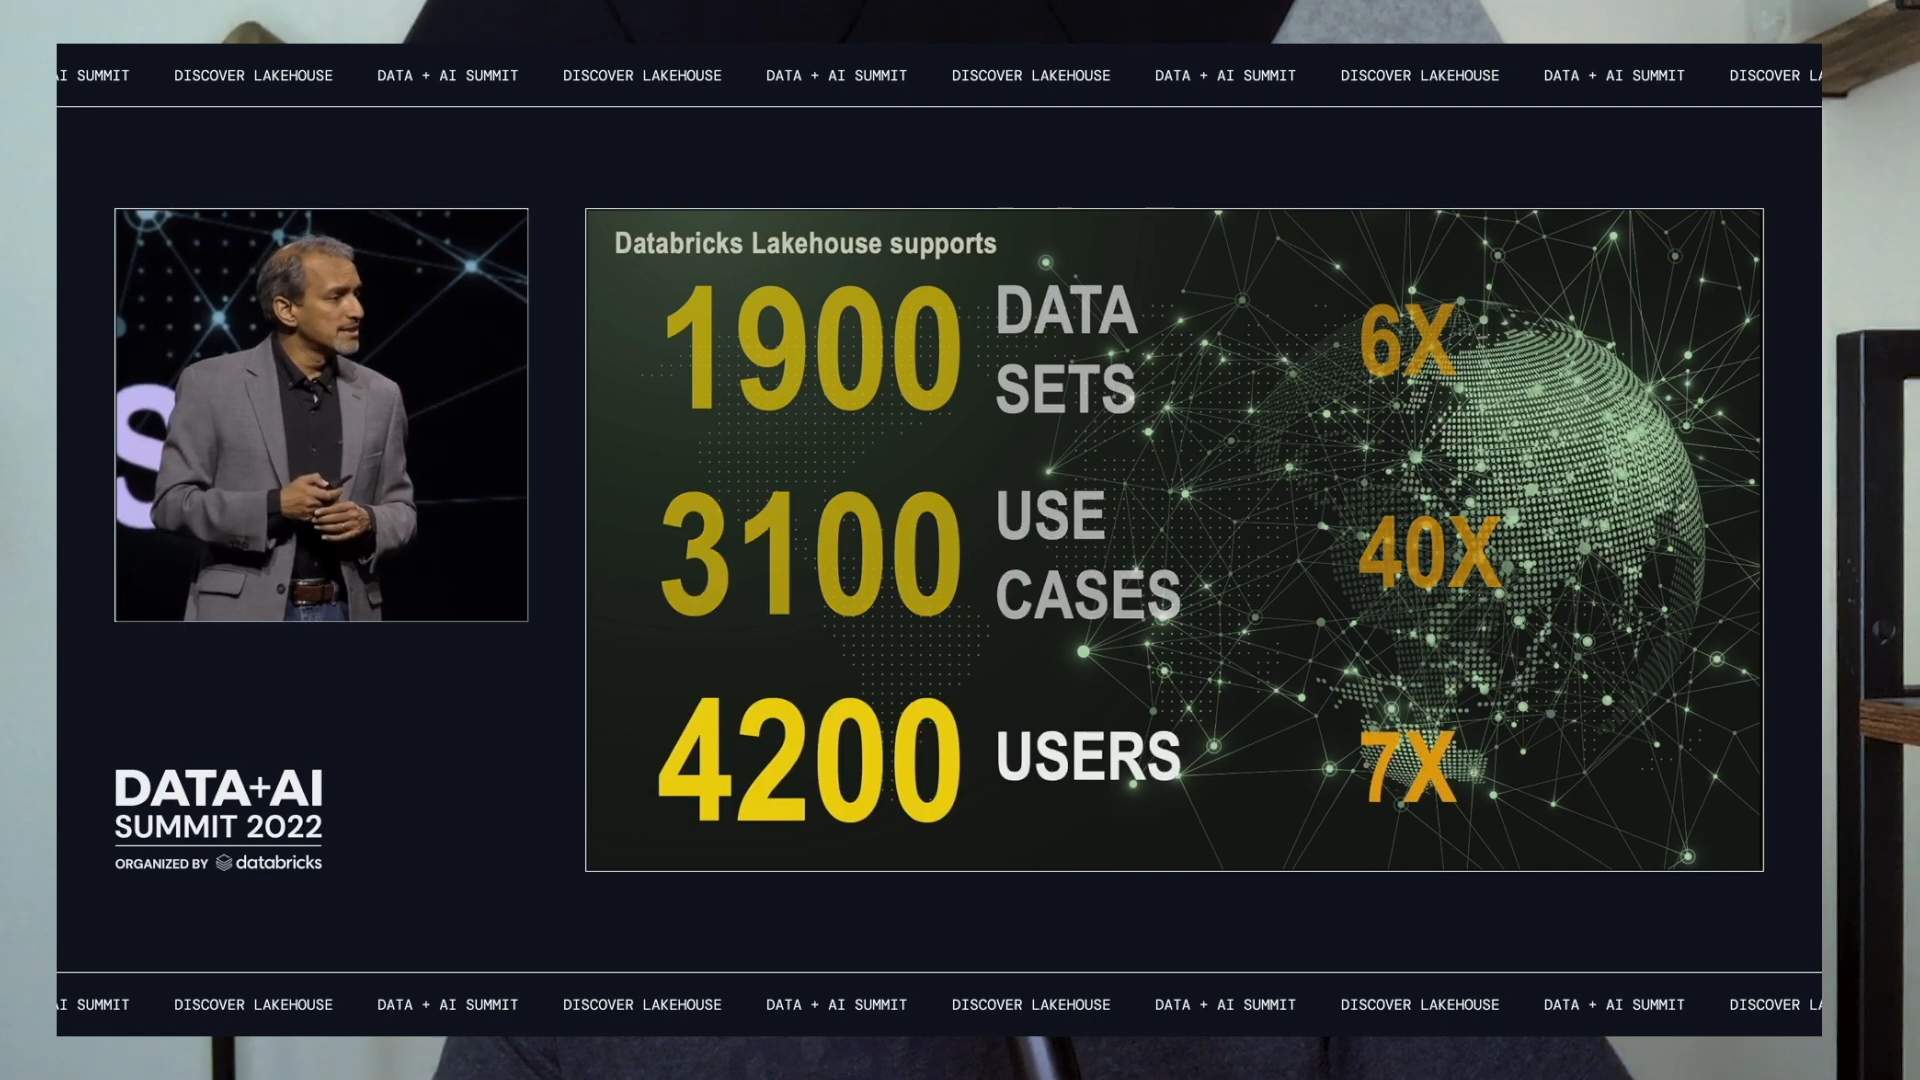 AI SUMMIT DISCOVER LAKEHOUSE DATA + AI SUMMIT DISCOVER LAKEHOUSE DATA + AI SUMMIT DISCOVER LAKEHOUSE DATA + AI SUMMIT DISCOVER LAKEHOUSE DATA + AI SUMMIT DISCOVER LA
Databricks Lakehouse supports
1900 DATA SETS 6X
3100 USE CASES 40X
4200 USERS 7X
S
DATA+AI
SUMMIT 2022
ORGANIZED BY databricks
AI SUMMIT DISCOVER LAKEHOUSE DATA + AI SUMMIT DISCOVER LAKEHOUSE DATA + AI SUMMIT DISCOVER LAKEHOUSE DATA + AI SUMMIT DISCOVER LAKEHOUSE DATA + AI SUMMIT DISCOVER LA